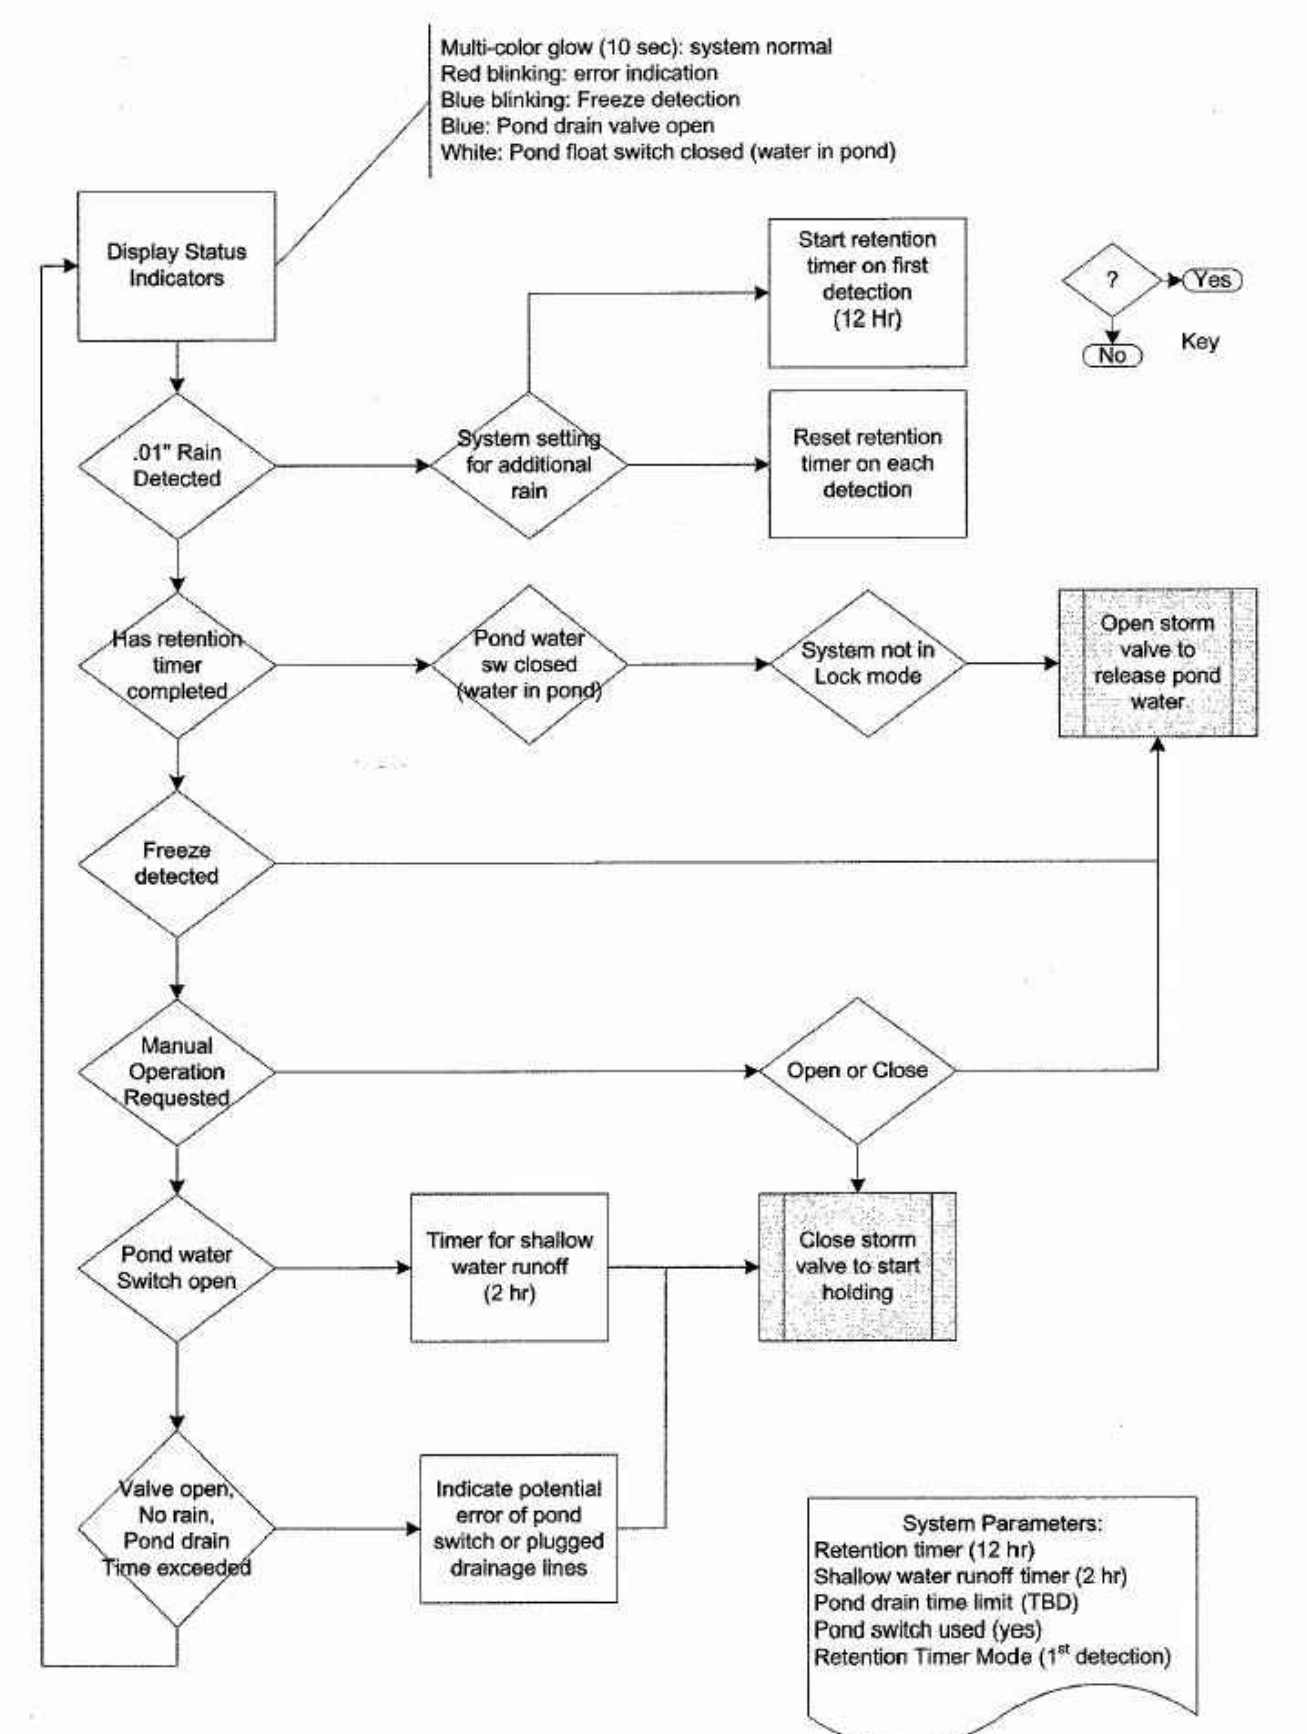 Multi-color glow (10 sec): system normal
Red blinking: error indication
Blue blinking: Freeze detection
Blue: Pond drain valve open
White: Pond float switch closed (water in pond)
Display Status
Indicators
Start retention
timer on first
detection
(12 Hr)
?
Yes
No
Key
.01" Rain
Detected
System setting
for additional
rain
Reset retention
timer on each
detection
Has retention
timer
completed
Pond water
sw closed
(water in pond)
System not in
Lock mode
Open storm
valve to
release pond
water
Freeze
detected
Manual
Operation
Requested
Open or Close
Pond water
Switch open
Timer for shallow
water runoff
(2 hr)
Close storm
valve to start
holding
Valve open,
No rain,
Pond drain
Time exceeded
Indicate potential
error of pond
switch or plugged
drainage lines
System Parameters:
Retention timer (12 hr)
Shallow water runoff timer (2 hr)
Pond drain time limit (TBD)
Pond switch used (yes)
Retention Timer Mode (1st detection)